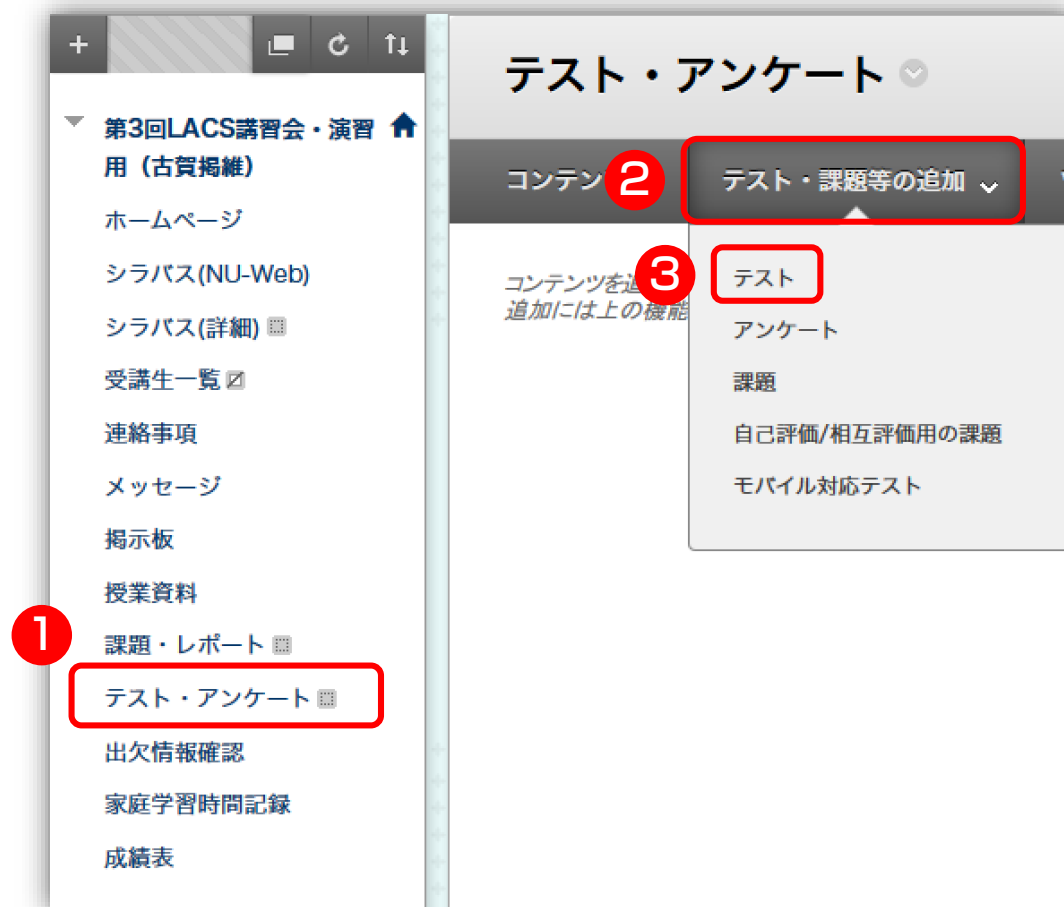 第3回LACS講習会・演習
用（古賀掲維）
ホームページ
シラバス(NU-Web)
シラバス(詳細)
受講生一覧
連絡事項
メッセージ
掲示板
授業資料
1
課題・レポート
テスト・アンケート
出欠情報確認
家庭学習時間記録
成績表
テスト・アンケート
コンテン
2
テスト・課題等の追加
コンテンツを追
追加には上の機能
3
テスト
アンケート
課題
自己評価/相互評価用の課題
モバイル対応テスト